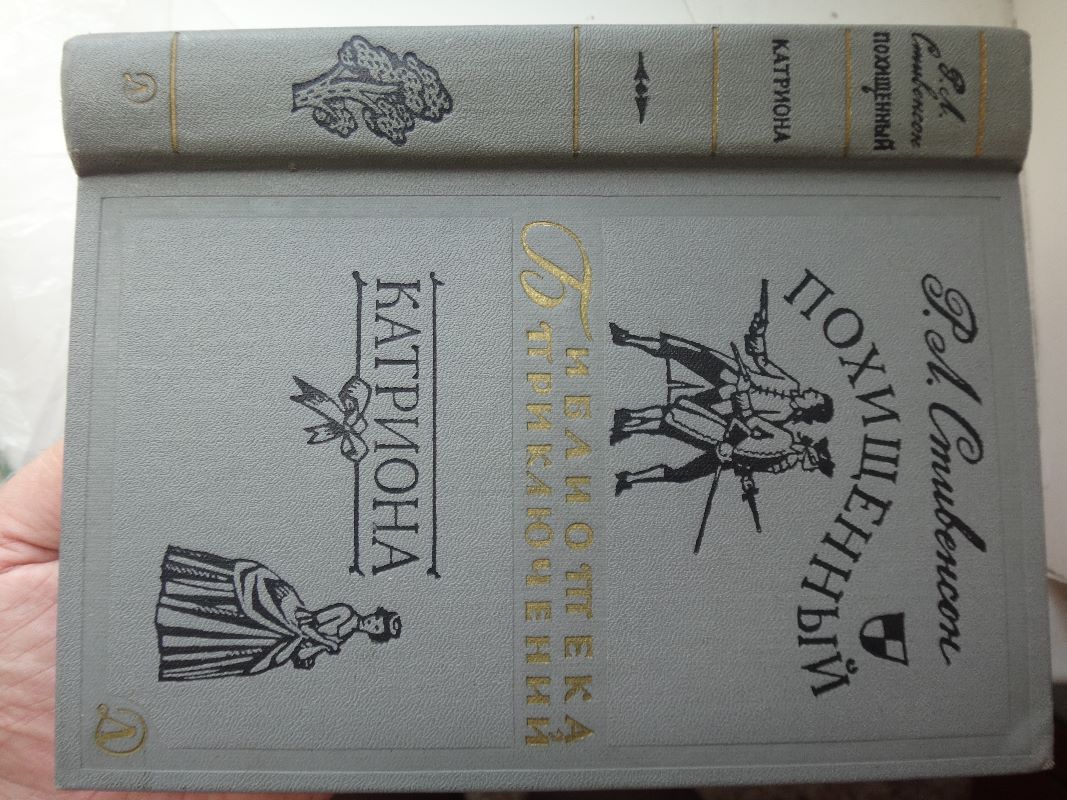 Р. Л. Стивенсон
ПОХИЩЕННЫЙ
БИБЛИОТЕКА
ПРИКЛЮЧЕНИЙ
КАТРИОНА
Р. Л.
Стивенсон
ПОХИЩЕННЫЙ
КАТРИОНА